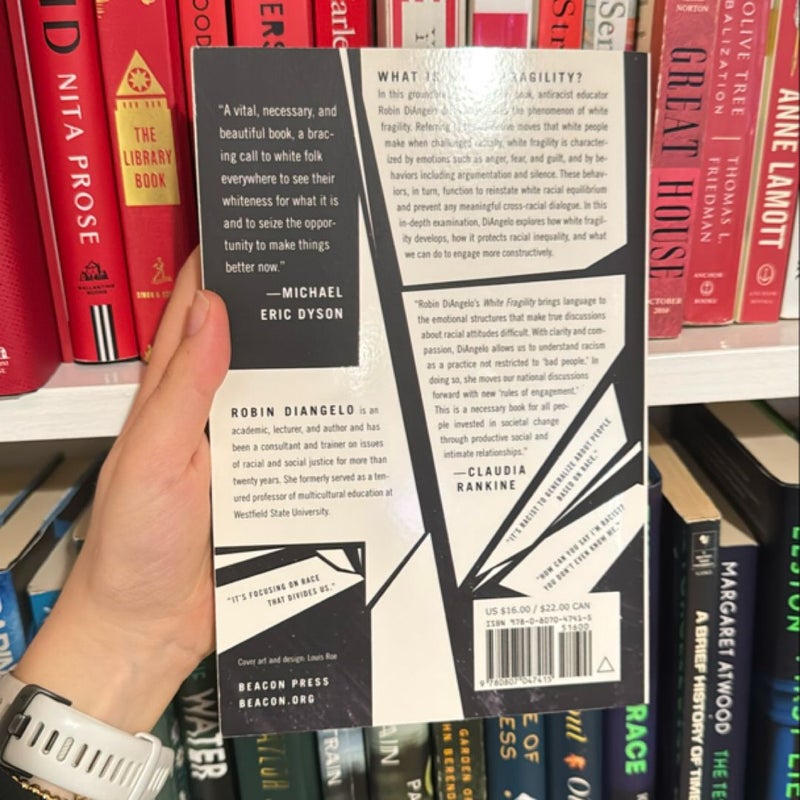 "A vital, necessary, and
beautiful book, a brac-
ing call to white folk
everywhere to see their
whiteness for what it is
and to seize the oppor-
tunity to make things
better now."
—MICHAEL
ERIC DYSON
ROBIN DIANGELO is an
academic, lecturer, and author and has
been a consultant and trainer on issues
of racial and social justice for more than
twenty years. She formerly served as a ten-
ured professor of multicultural education at
Westfield State University.
"IT'S FOCUSING ON RACE
THAT DIVIDES US."
Cover art and design: Louis Roe
BEACON PRESS
BEACON.ORG
WHAT IS FRAGILITY?
In this book, antiracist educator
Robin DiAngelo the phenomenon of white
fragility. Referring moves that white people
make when challenged racially, white fragility is character-
ized by emotions such as anger, fear, and guilt, and by be-
haviors including argumentation and silence. These behav-
iors, in turn, function to reinstate white racial equilibrium
and prevent any meaningful cross-racial dialogue. In this
in-depth examination, DiAngelo explores how white fragil-
ity develops, how it protects racial inequality, and what
we can do to engage more constructively.
"Robin DiAngelo's White Fragility brings language to
the emotional structures that make true discussions
about racial attitudes difficult. With clarity and com-
passion, DiAngelo allows us to understand racism
as a practice not restricted to 'bad people.' In
doing so, she moves our national discussions
forward with new 'rules of engagement.'
This is a necessary book for all peo-
ple invested in societal change
through productive social and
intimate relationships."
—CLAUDIA
RANKINE
"IT'S RACIST TO GENERALIZE ABOUT PEOPLE
BASED ON RACE."
"HOW CAN YOU SAY I'M RACIST?
YOU DON'T EVEN KNOW ME."
US $16.00 / $22.00 CAN
ISBN 978-0-8070-4741-5
51600
9 780807 047415
NITA PROSE
BALLANTINE BOOKS
THE
LIBRARY
BOOK
NORTON
GREAT HOUSE
OCTOBER
2010
OLIVE TREE
THOMAS L.
FRIEDMAN
ANCHOR
BOOKS
ANNE LAMOTT
ANCHOR
BOOKS
WATER
GARDEN OF
RACE
A BRIEF HISTORY OF TIME
MARGARET ATWOOD